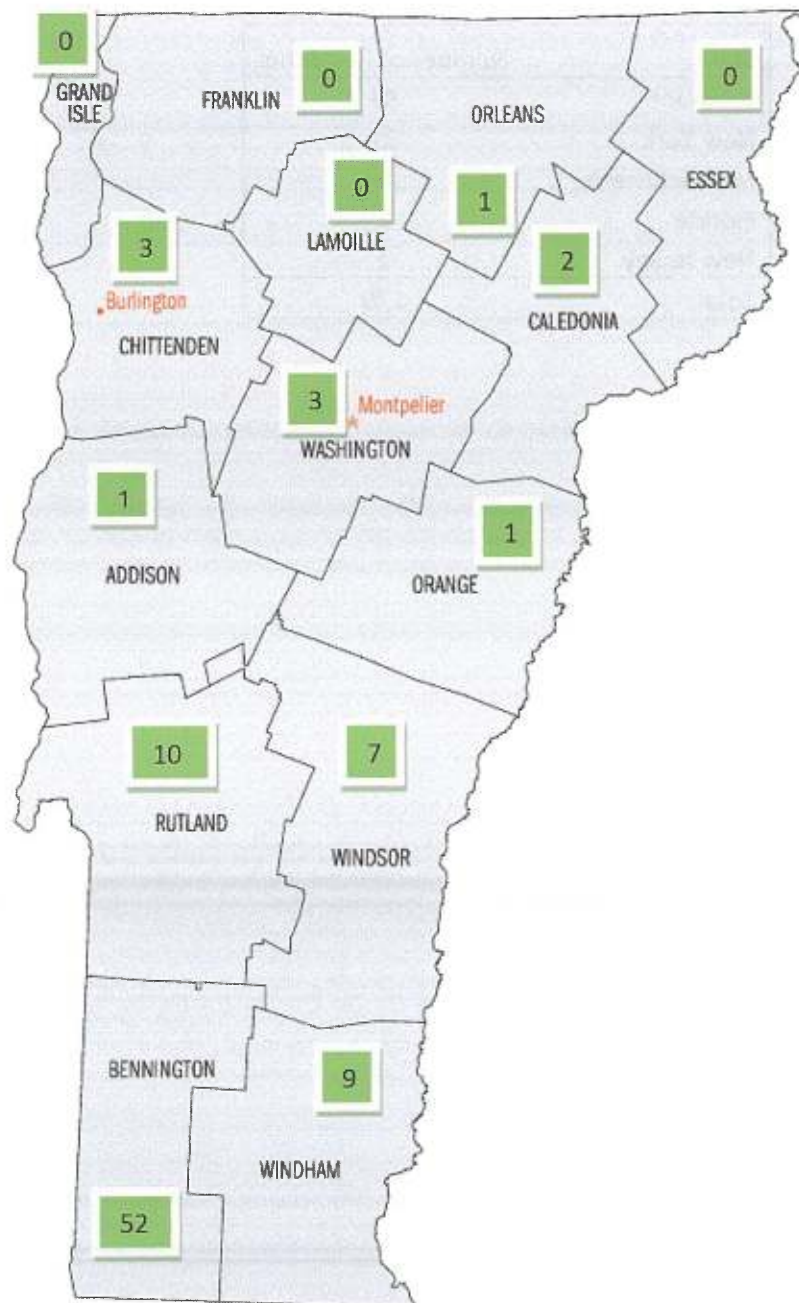 0
GRAND
ISLE
FRANKLIN
0
ORLEANS
0
ESSEX
0
LAMOILLE
1
3
Burlington
CHITTENDEN
2
CALEDONIA
3
Montpelier
WASHINGTON
1
ADDISON
1
ORANGE
10
RUTLAND
7
WINDSOR
BENNINGTON
9
WINDHAM
52